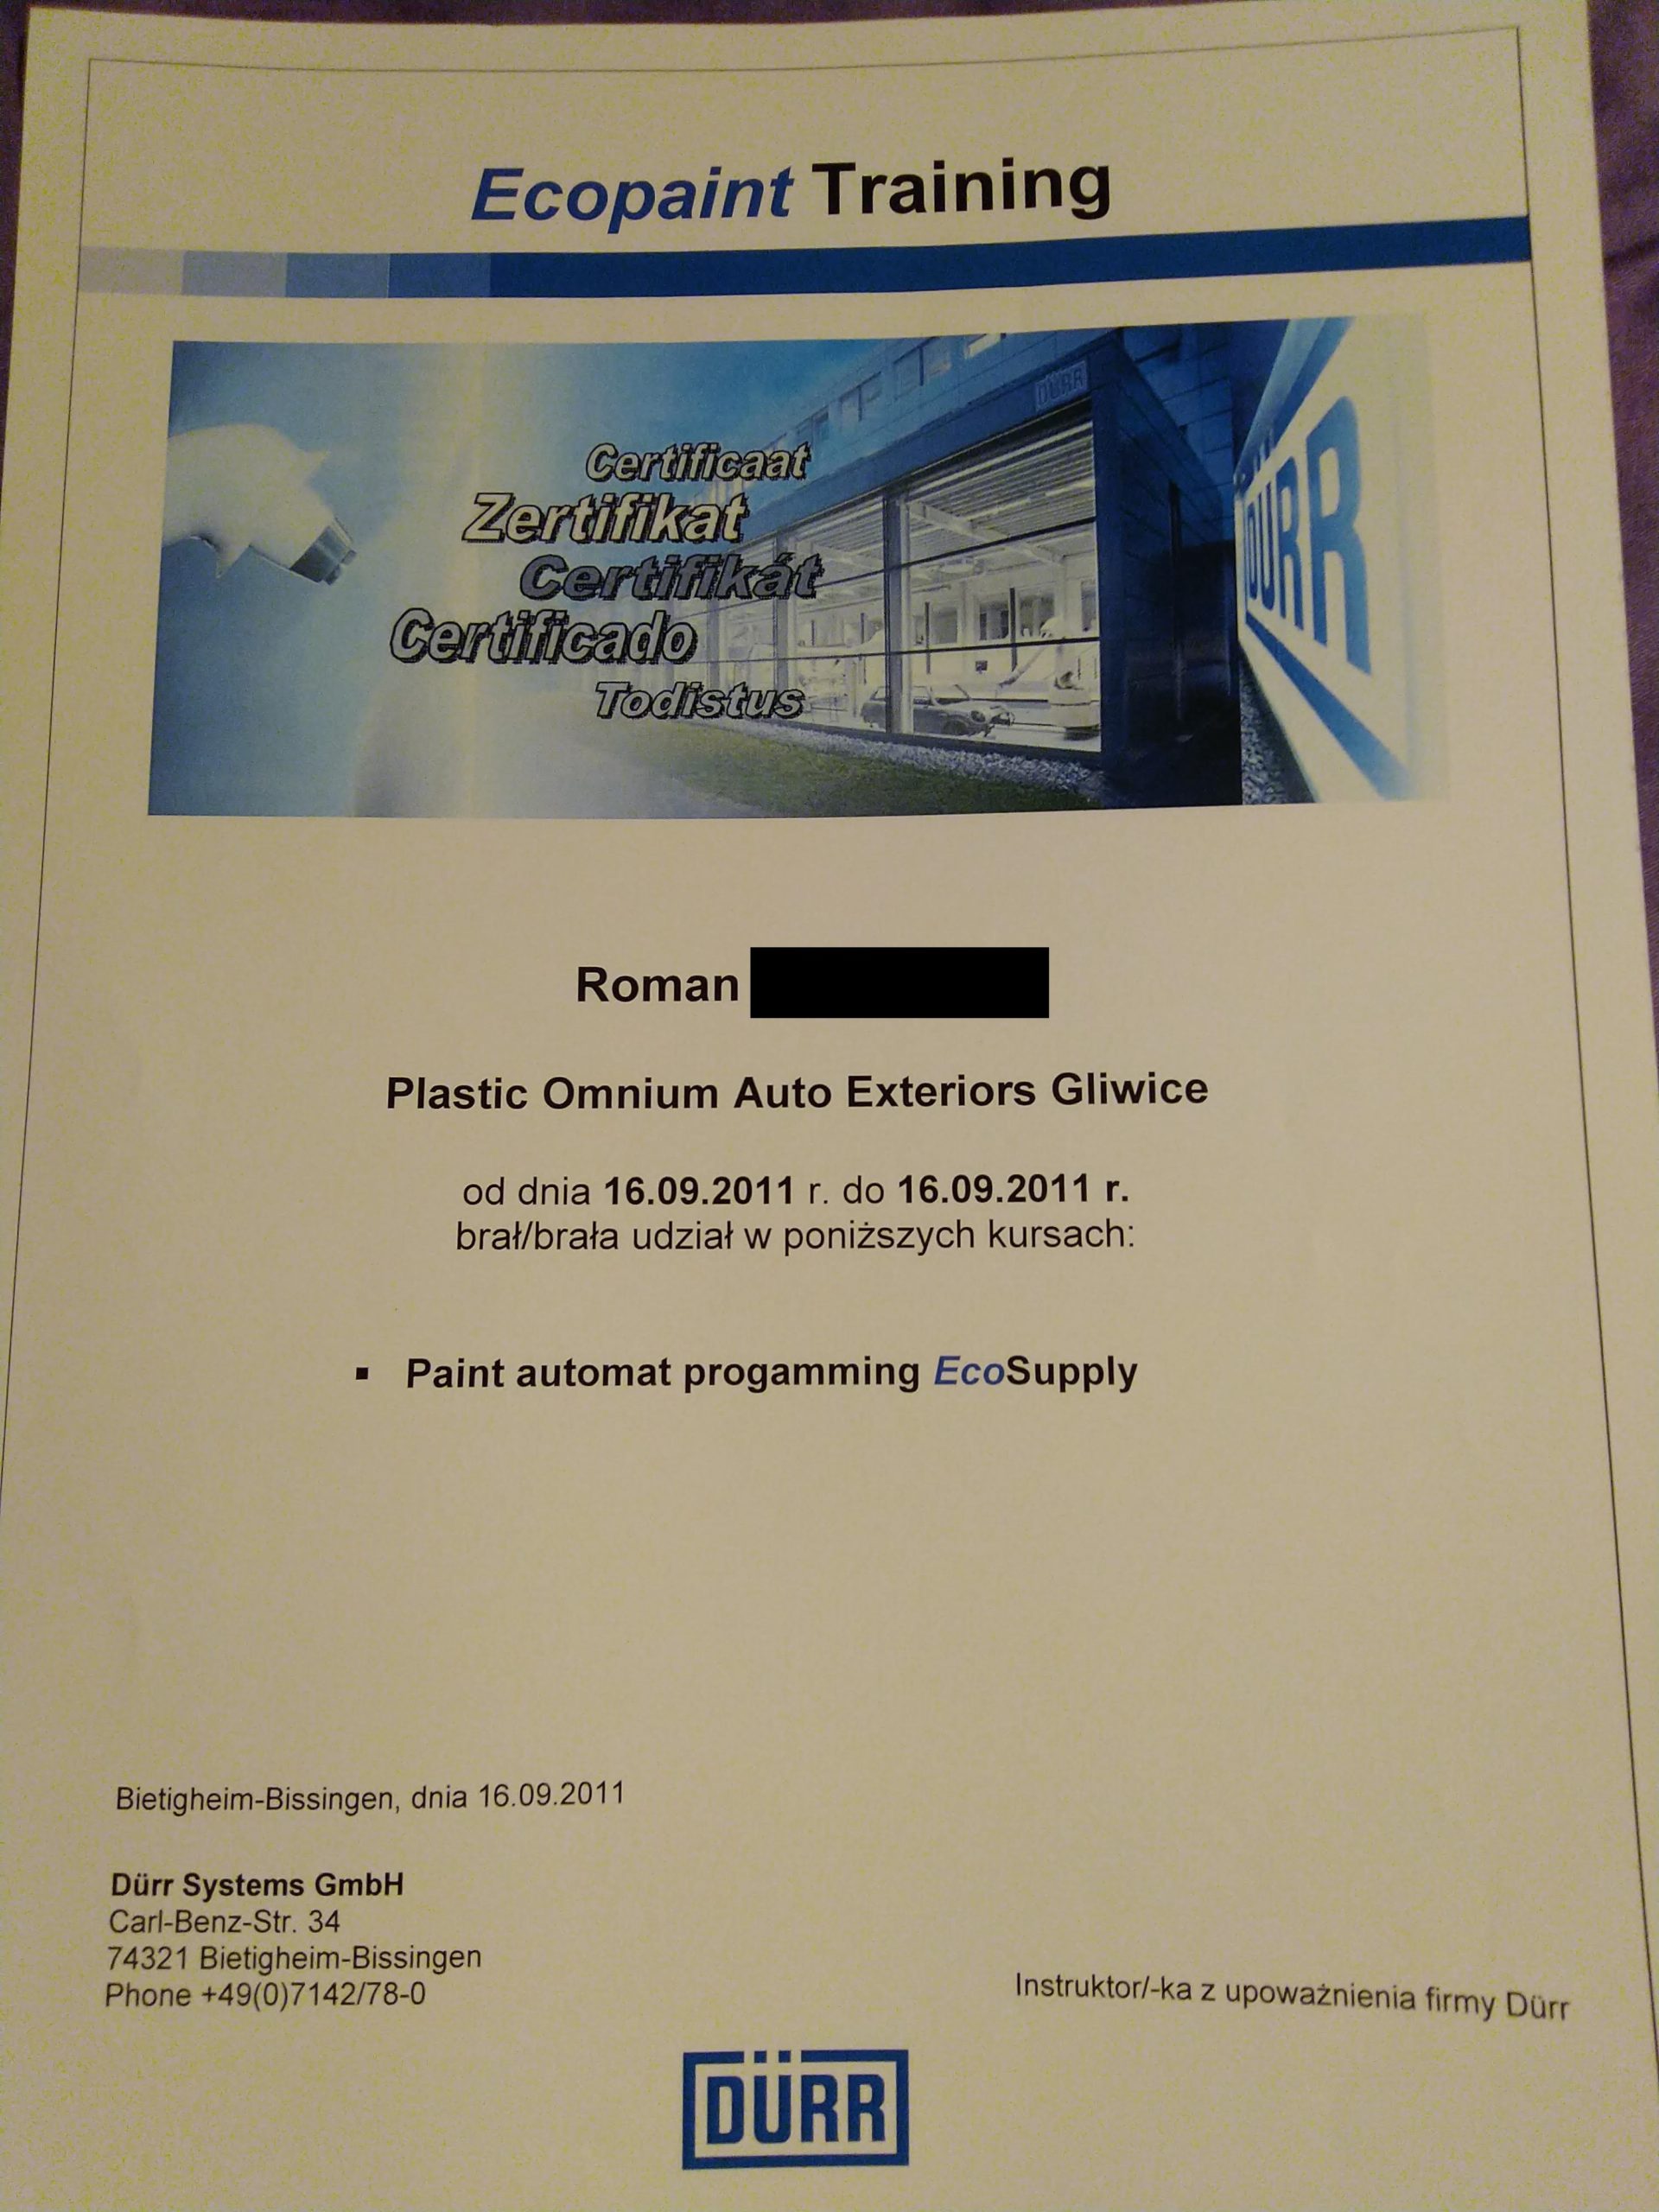 Ecopaint Training
DÜRR
DÜRR
Certificaat
Zertifikat
Certifikát
Certificado
Todistus
Roman
Plastic Omnium Auto Exteriors Gliwice
od dnia 16.09.2011 r. do 16.09.2011 r.
brał/brała udział w poniższych kursach:
▪ Paint automat progamming EcoSupply
Bietigheim-Bissingen, dnia 16.09.2011
Dürr Systems GmbH
Carl-Benz-Str. 34
74321 Bietigheim-Bissingen
Phone +49(0)7142/78-0
Instruktor/-ka z upoważnienia firmy Dürr
DÜRR